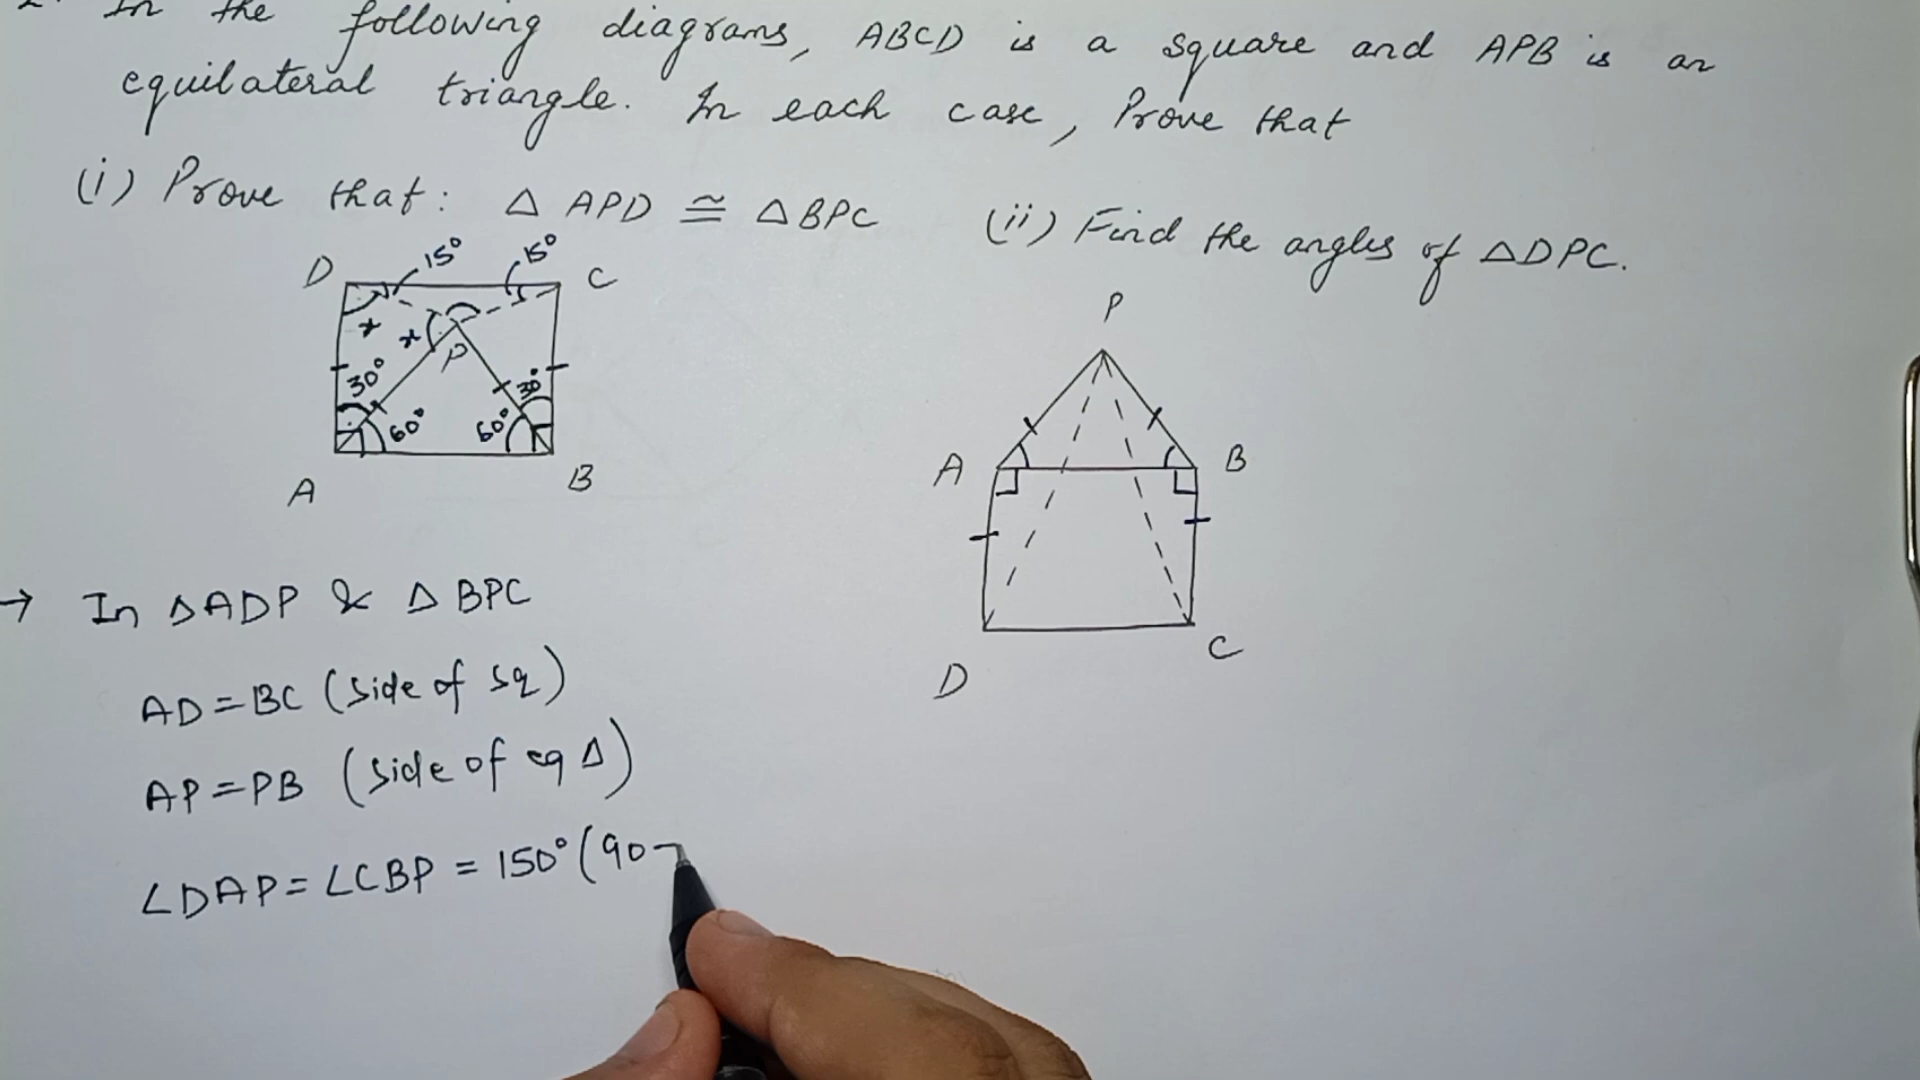 In the following diagrams, ABCD is a square and APB is an
equilateral triangle. In each case, Prove that
(i) Prove that: △ APD ≅ △BPC
(ii) Find the angles of △DPC.
D 15° 15° C
x x P
30° 30°
60° 60°
A B
P
A B
D C
→ In △ADP & △ BPC
AD = BC (side of sq)
AP = PB (side of eq △)
∠DAP = ∠CBP = 150° (90